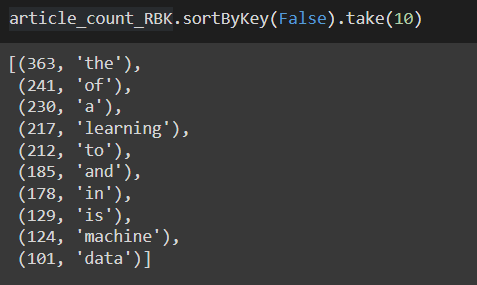 article_count_RBK.sortByKey(False).take(10)
[(363, 'the'),
 (241, 'of'),
 (230, 'a'),
 (217, 'learning'),
 (212, 'to'),
 (185, 'and'),
 (178, 'in'),
 (129, 'is'),
 (124, 'machine'),
 (101, 'data')]